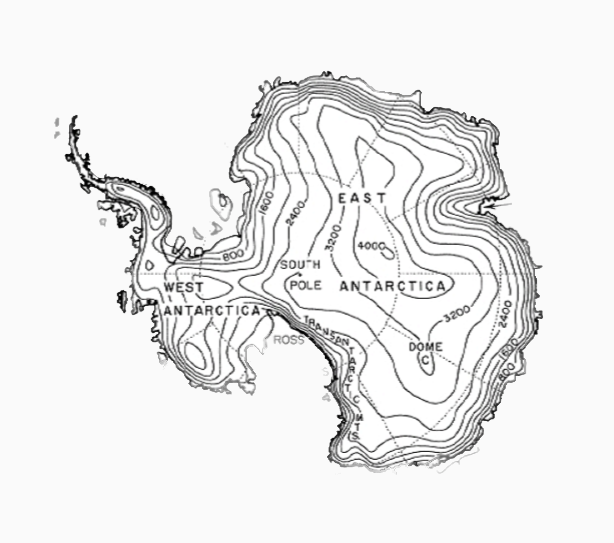 EAST
1600
2400
3200
4000
800
SOUTH
POLE
WEST
ANTARCTICA
ANTARCTICA
3200
2400
1600
800
ROSS
TRANSANTARCTIC MTS.
DOME
C